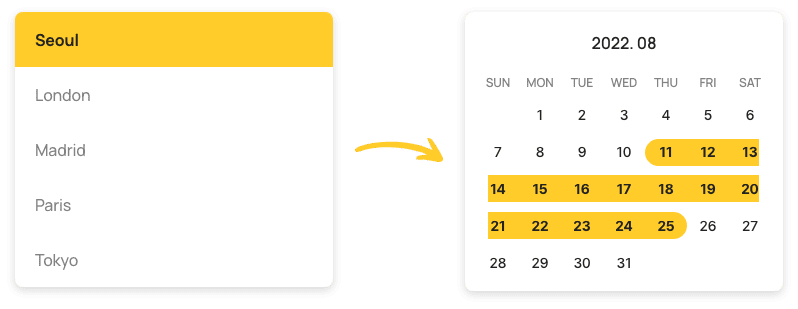 Seoul
London
Madrid
Paris
Tokyo
2022. 08
SUN MON TUE WED THU FRI SAT
1 2 3 4 5 6
7 8 9 10 11 12 13
14 15 16 17 18 19 20
21 22 23 24 25 26 27
28 29 30 31